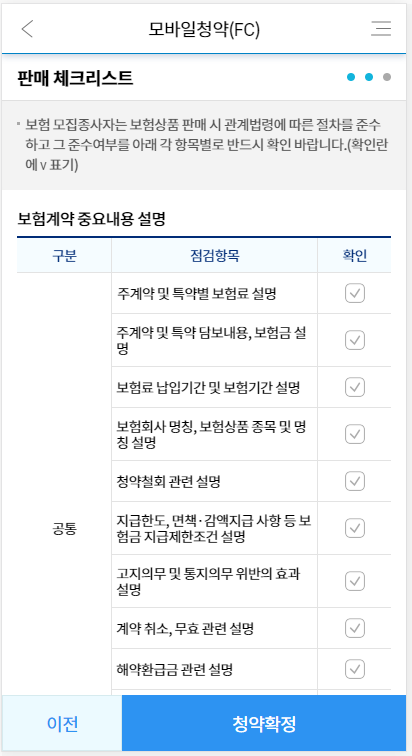 모바일청약(FC)
판매 체크리스트
보험 모집종사자는 보험상품 판매 시 관계법령에 따른 절차를 준수
하고 그 준수여부를 아래 각 항목별로 반드시 확인 바랍니다.(확인란
에 v 표기)
보험계약 중요내용 설명
구분 점검항목 확인
주계약 및 특약별 보험료 설명
주계약 및 특약 담보내용, 보험금 설
명
보험료 납입기간 및 보험기간 설명
보험회사 명칭, 보험상품 종목 및 명
칭 설명
청약철회 관련 설명
공통
지급한도, 면책·감액지급 사항 등 보
험금 지급제한조건 설명
고지의무 및 통지의무 위반의 효과
설명
계약 취소, 무효 관련 설명
해약환급금 관련 설명
이전 청약확정